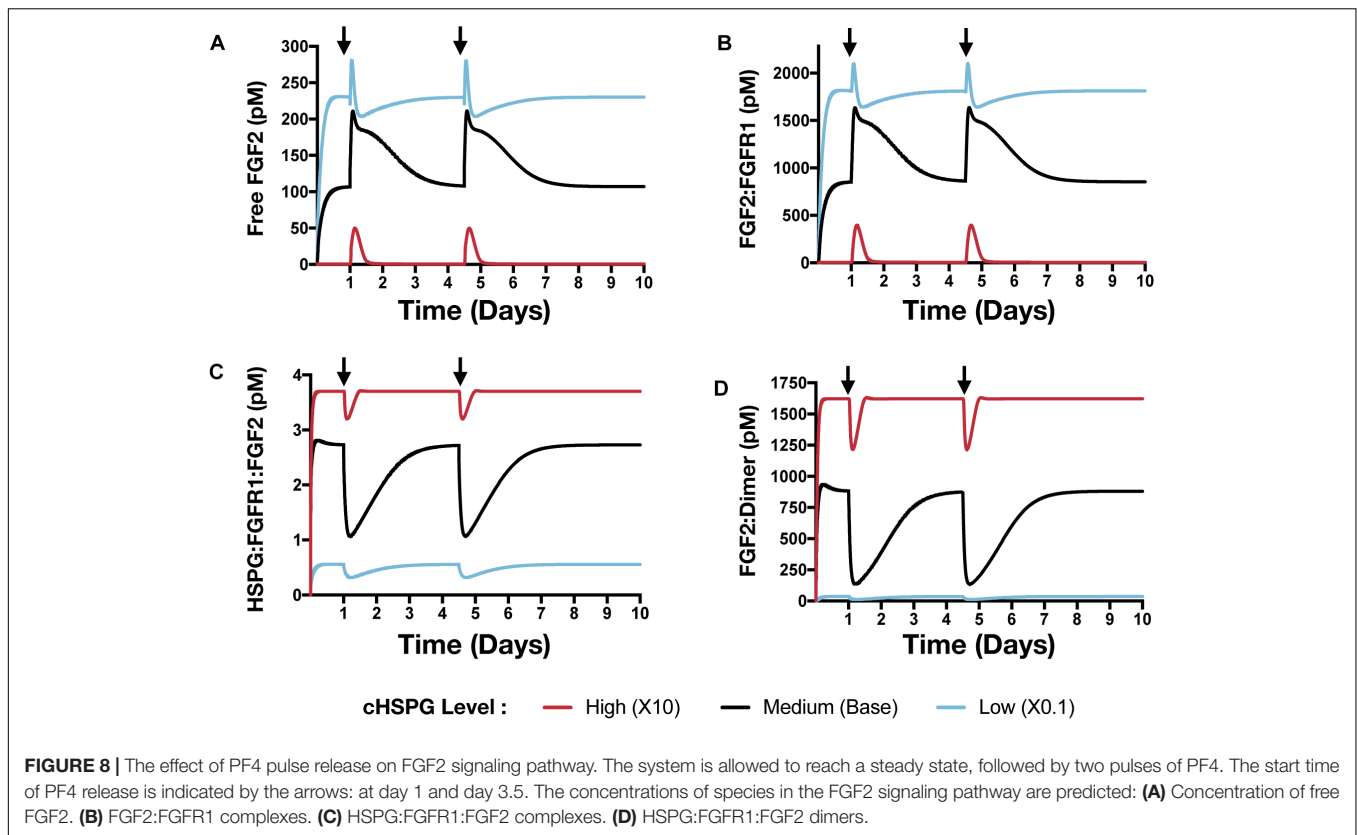 A
Free FGF2 (pM)
300
250
200
150
100
50
0
1 2 3 4 5 6 7 8 9 10
Time (Days)
B
FGF2:FGFR1 (pM)
2000
1500
1000
500
0
1 2 3 4 5 6 7 8 9 10
Time (Days)
C
HSPG:FGFR1:FGF2 (pM)
4
3
2
1
0
1 2 3 4 5 6 7 8 9 10
Time (Days)
D
FGF2:Dimer (pM)
1750
1500
1250
1000
750
500
250
0
1 2 3 4 5 6 7 8 9 10
Time (Days)
cHSPG Level : High (X10) Medium (Base) Low (X0.1)
FIGURE 8 | The effect of PF4 pulse release on FGF2 signaling pathway. The system is allowed to reach a steady state, followed by two pulses of PF4. The start time
of PF4 release is indicated by the arrows: at day 1 and day 3.5. The concentrations of species in the FGF2 signaling pathway are predicted: (A) Concentration of free
FGF2. (B) FGF2:FGFR1 complexes. (C) HSPG:FGFR1:FGF2 complexes. (D) HSPG:FGFR1:FGF2 dimers.